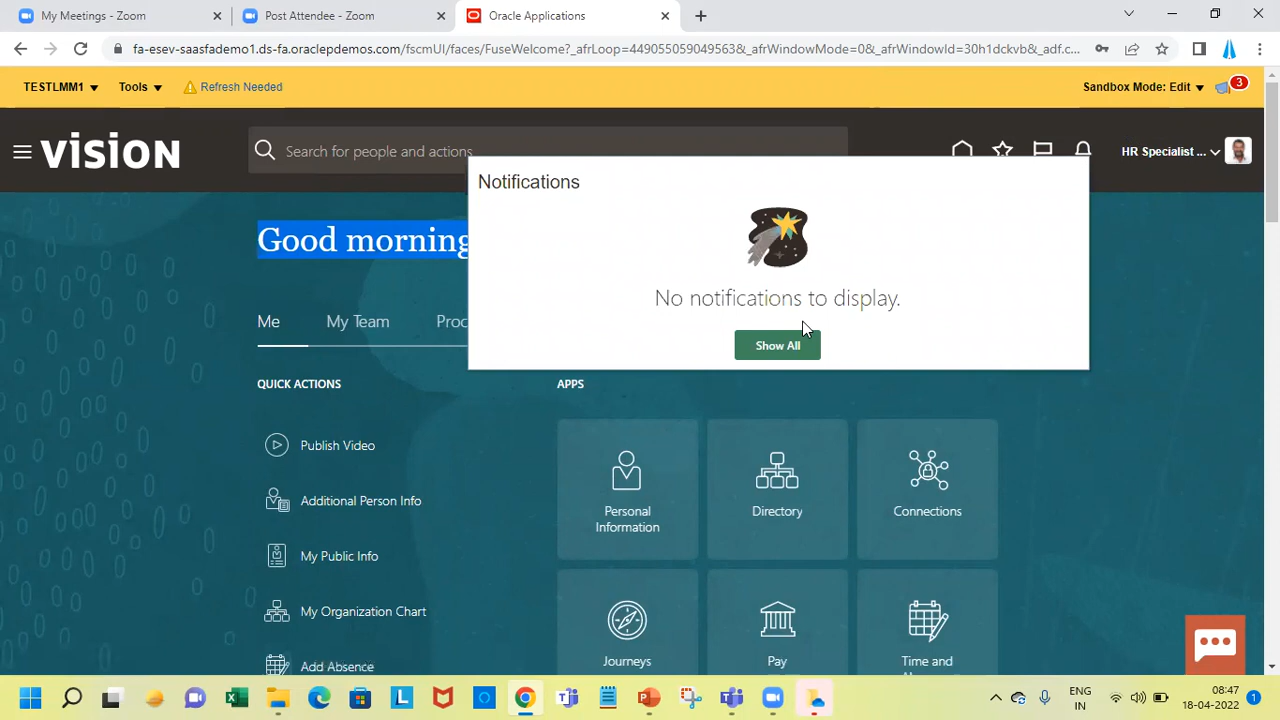 My Meetings - Zoom
Post Attendee - Zoom
Oracle Applications
fa-esev-saasfademo1.ds-fa.oraclepdemos.com/fscmUI/faces/FuseWelcome?_afrLoop=4490550590495563&_afrWindowMode=0&_afrWindowId=30h1dckvb&_adf.c...
TESTLMM1
Tools
Refresh Needed
Sandbox Mode: Edit
3
VISION
Search for people and actions
HR Specialist ...
Notifications
Good morning
No notifications to display.
Show All
Me
My Team
Proc
QUICK ACTIONS
APPS
Publish Video
Additional Person Info
My Public Info
My Organization Chart
Add Absence
Personal
Information
Directory
Connections
Journeys
Pay
Time and
ENG
IN
08:47
18-04-2022
1